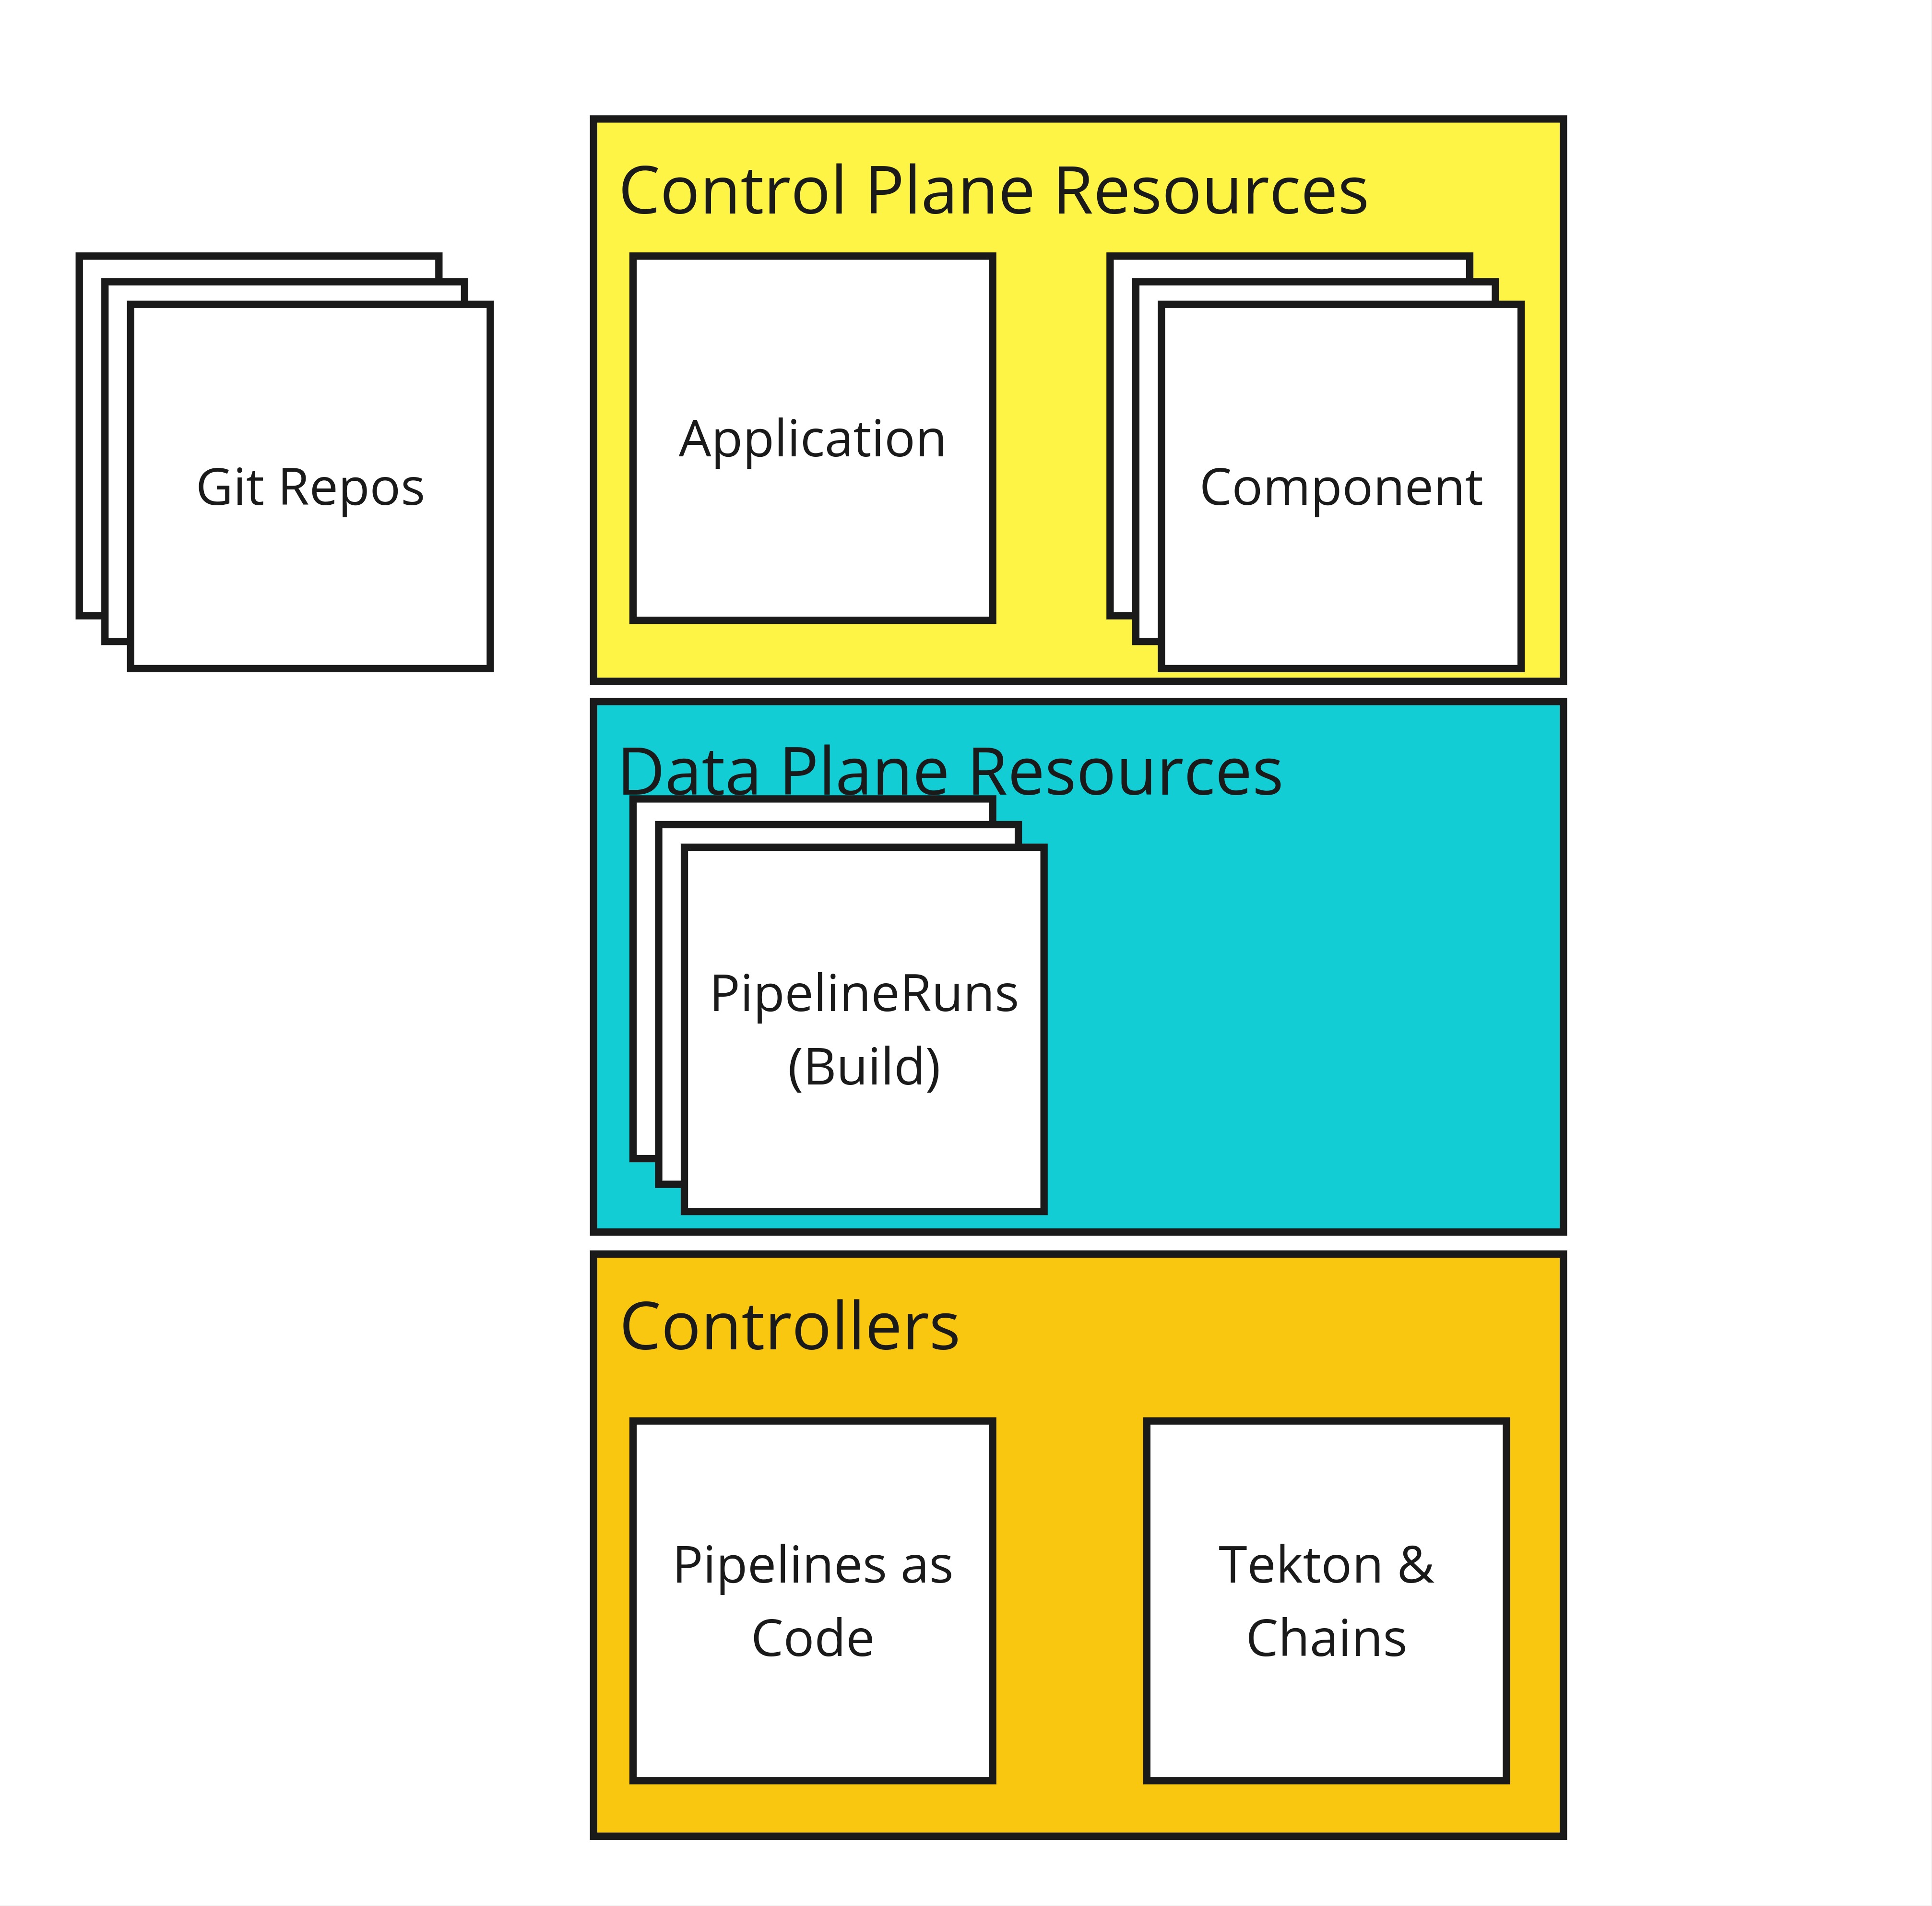 Control Plane Resources
Git Repos
Application
Component
Data Plane Resources
PipelineRuns
(Build)
Controllers
Pipelines as
Code
Tekton &
Chains